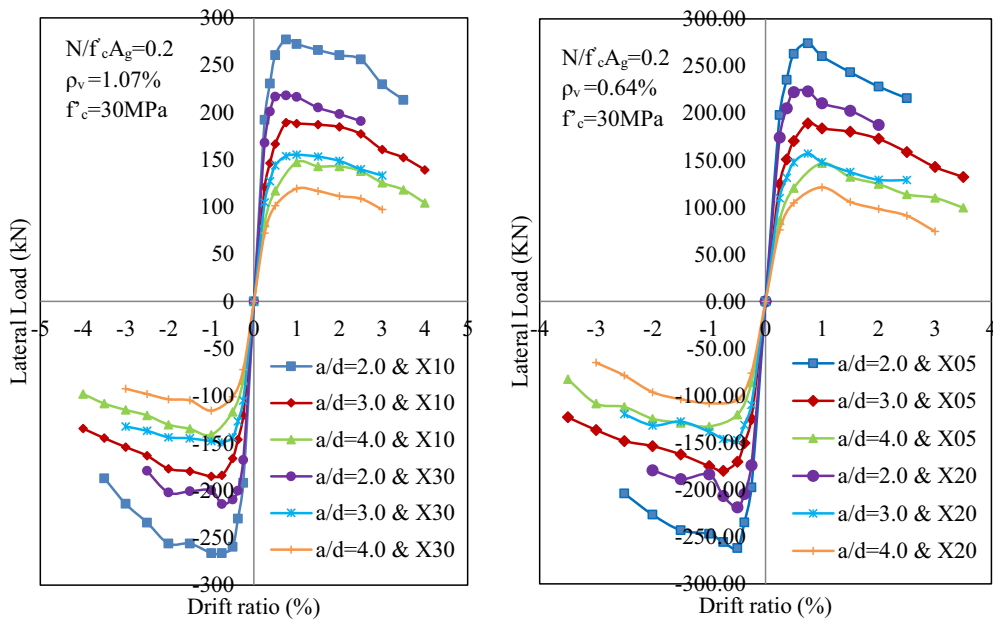 300
250
200
150
100
50
0
-50
-100
-150
-200
-250
-300
-5 -4 -3 -2 -1 0 1 2 3 4 5
Lateral Load (kN)
Drift ratio (%)
N/f'cAg=0.2
ρv=1.07%
f'c=30MPa
a/d=2.0 & X10
a/d=3.0 & X10
a/d=4.0 & X10
a/d=2.0 & X30
a/d=3.0 & X30
a/d=4.0 & X30
300.00
250.00
200.00
150.00
100.00
50.00
0.00
-50.00
-100.00
-150.00
-200.00
-250.00
-300.00
-4 -3 -2 -1 0 1 2 3 4
Lateral Load (KN)
Drift ratio (%)
N/f'cAg=0.2
ρv=0.64%
f'c=30MPa
a/d=2.0 & X05
a/d=3.0 & X05
a/d=4.0 & X05
a/d=2.0 & X20
a/d=3.0 & X20
a/d=4.0 & X20